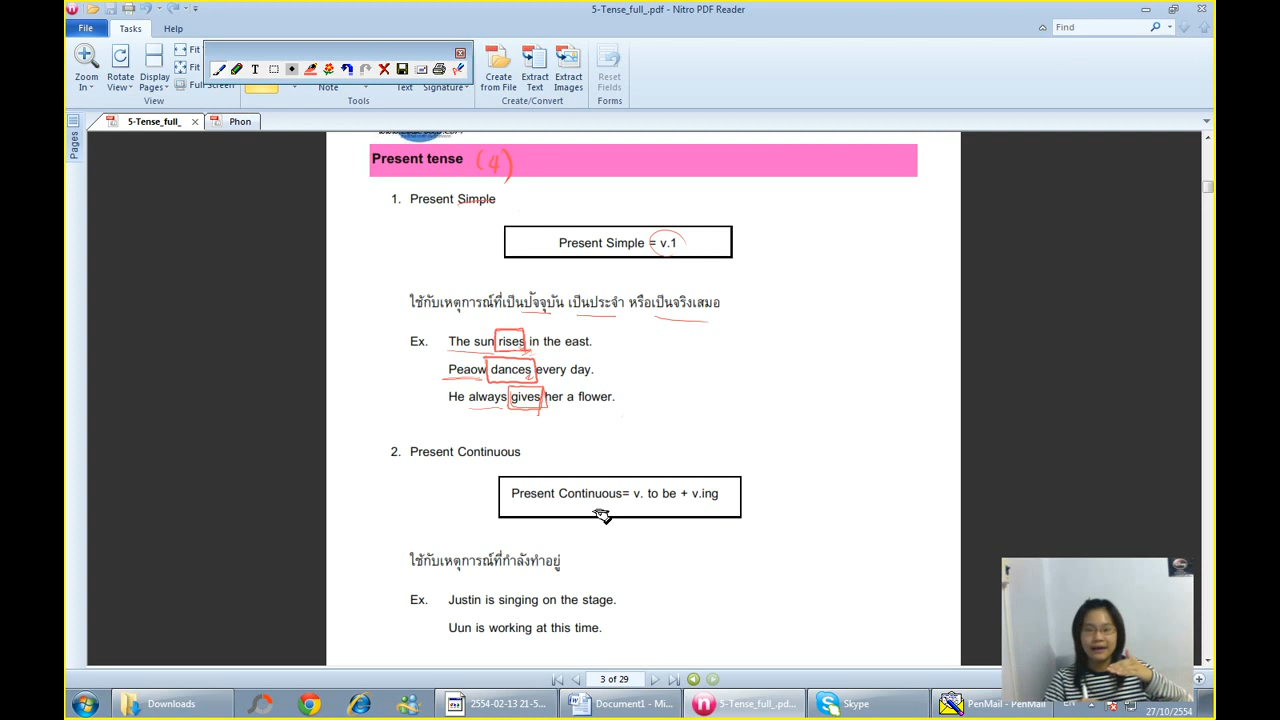 5-Tense_full_.pdf - Nitro PDF Reader
File Tasks Help
Find
Zoom In
Rotate View
Display Pages
Fit
Fit
Full Screen
View
Note
Tools
Text
Signature
Create from File
Extract Text
Extract Images
Create/Convert
Reset Fields
Forms
5-Tense_full_ Phon
Pages
Present tense (4)
1. Present Simple
Present Simple = v.1
ใช้กับเหตุการณ์ที่เป็นปัจจุบัน เป็นประจำ หรือเป็นจริงเสมอ
Ex. The sun rises in the east.
Peaow dances every day.
He always gives her a flower.
2. Present Continuous
Present Continuous= v. to be + v.ing
ใช้กับเหตุการณ์ที่กำลังทำอยู่
Ex. Justin is singing on the stage.
Uun is working at this time.
3 of 29
Downloads
2554-02-13 21-5...
Document1 - Mi...
5-Tense_full_.pd...
Skype
PenMail - PenMail
EN
27/10/2554